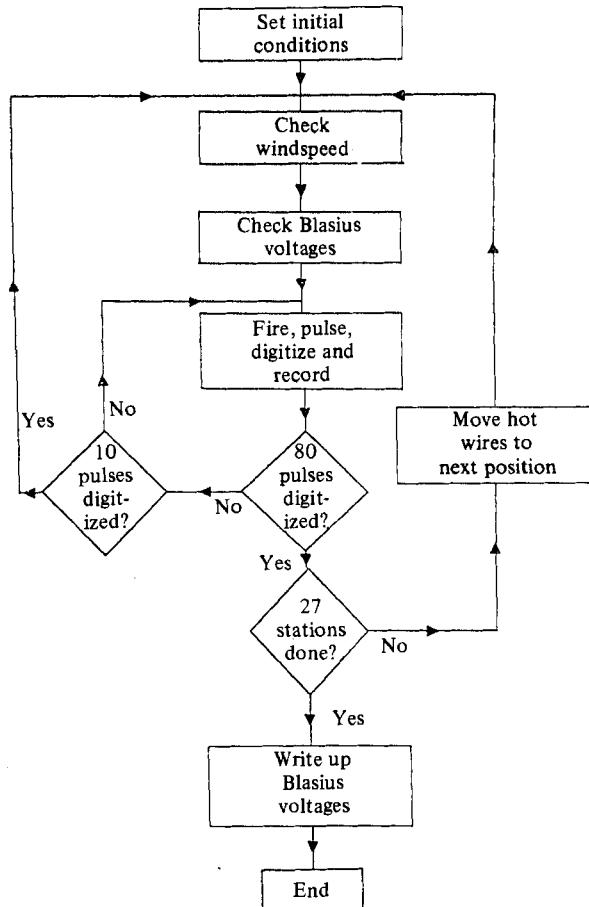 Set initial
conditions
Check
windspeed
Check Blasius
voltages
Fire, pulse,
digitize and
record
Yes
No
Move hot
wires to
next position
10
pulses
digit-
ized?
No
80
pulses
digit-
ized?
Yes
27
stations
done?
No
Yes
Write up
Blasius
voltages
End